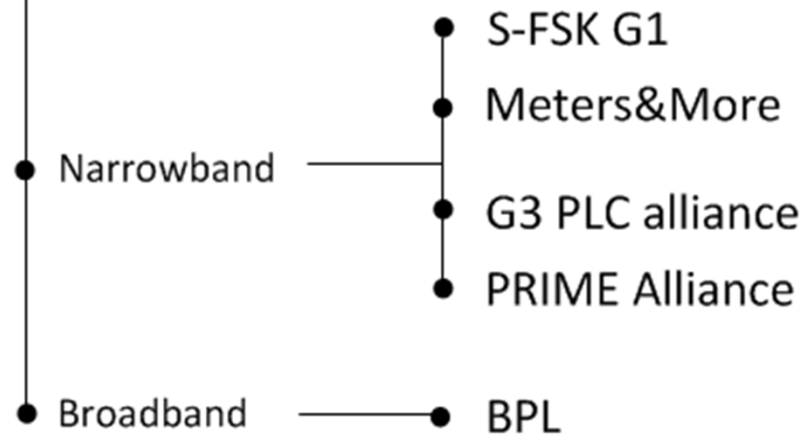 S-FSK G1
Meters&More
Narrowband
G3 PLC alliance
PRIME Alliance
Broadband
BPL